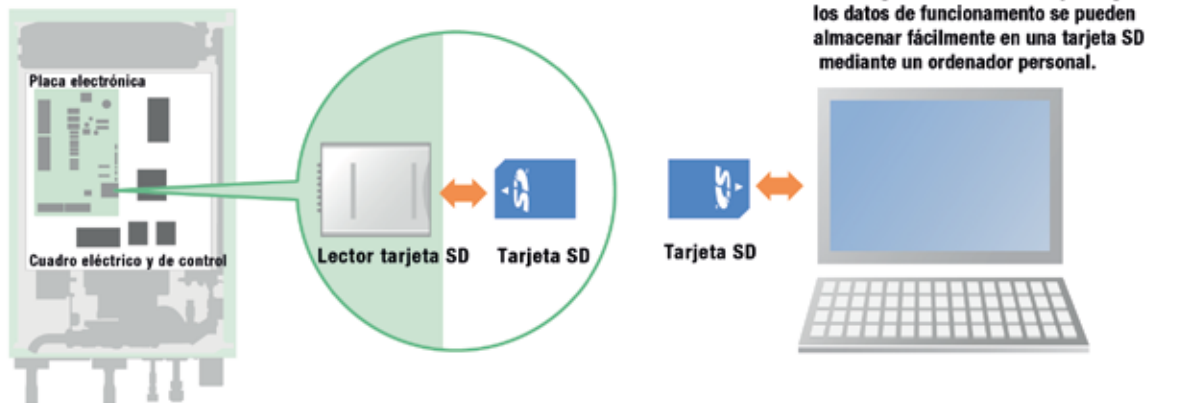 los datos de funcionamento se pueden
almacenar fácilmente en una tarjeta SD
mediante un ordenador personal.
Placa electrónica
Cuadro eléctrico y de control
Lector tarjeta SD
Tarjeta SD
Tarjeta SD